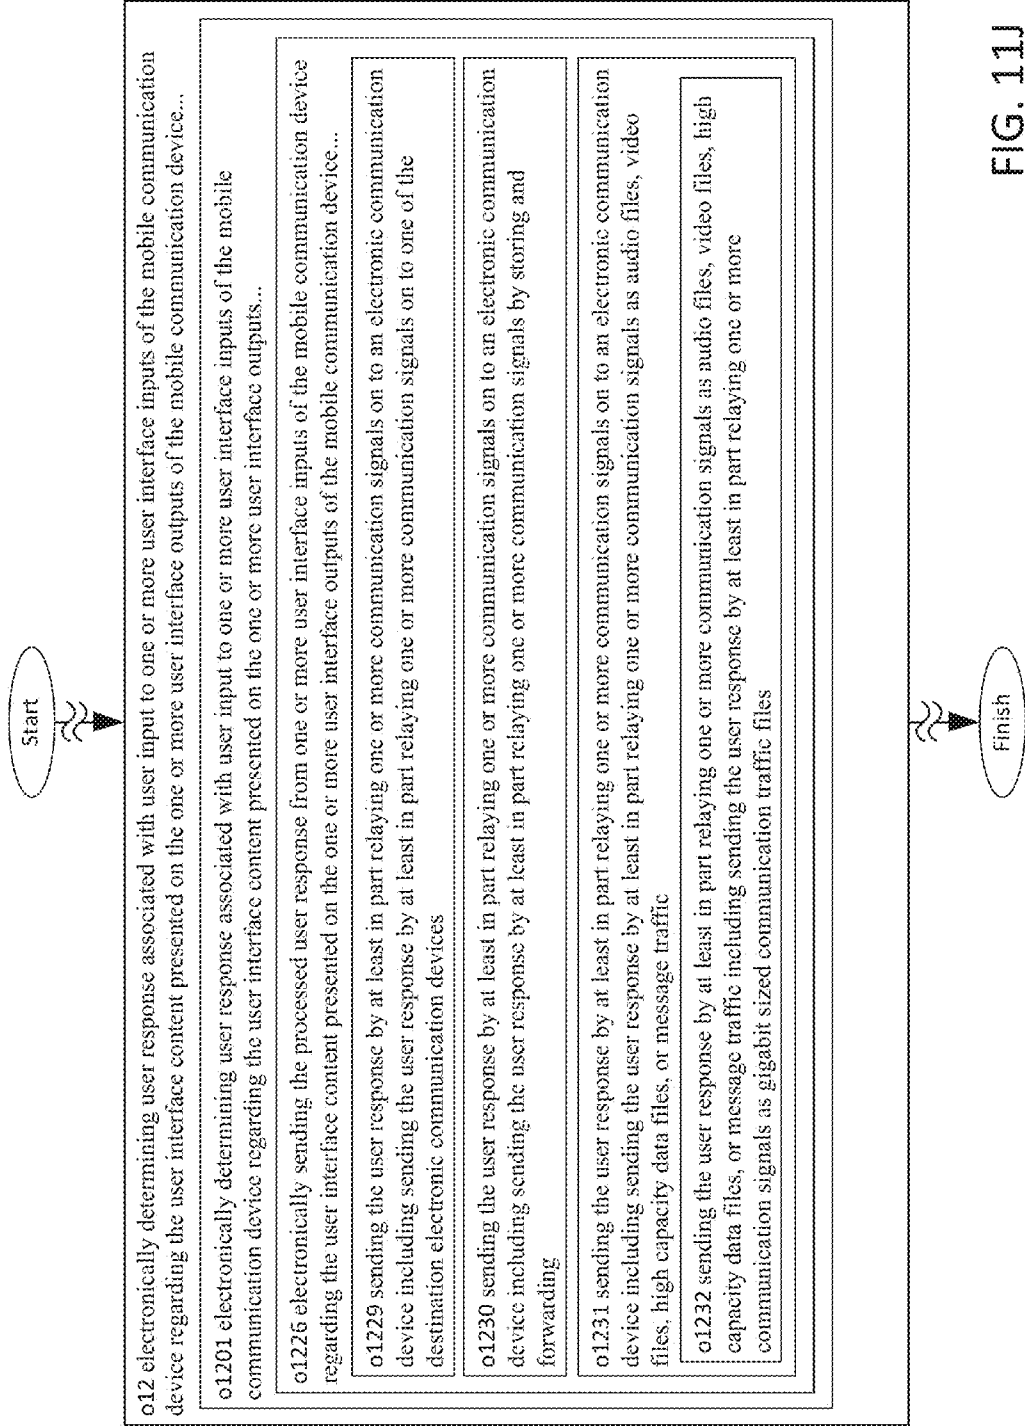 Start
o12 electronically determining user response associated with user input to one or more user interface inputs of the mobile communication
device regarding the user interface content presented on the one or more user interface outputs of the mobile communication device...
o1201 electronically determining user response associated with user input to one or more user interface inputs of the mobile
communication device regarding the user interface content presented on the one or more user interface outputs...
o1226 electronically sending the processed user response from one or more user interface inputs of the mobile communication device
regarding the user interface content presented on the one or more user interface outputs of the mobile communication device...
o1229 sending the user response by at least in part relaying one or more communication signals on to an electronic communication
device including sending the user response by at least in part relaying one or more communication signals on to one of the
destination electronic communication devices
o1230 sending the user response by at least in part relaying one or more communication signals on to an electronic communication
device including sending the user response by at least in part relaying one or more communication signals by storing and
forwarding
o1231 sending the user response by at least in part relaying one or more communication signals on to an electronic communication
device including sending the user response by at least in part relaying one or more communication signals as audio files, video
files, high capacity data files, or message traffic
o1232 sending the user response by at least in part relaying one or more communication signals as audio files, video files, high
capacity data files, or message traffic including sending the user response by at least in part relaying one or more
communication signals as gigabit sized communication traffic files
Finish
FIG. 11J